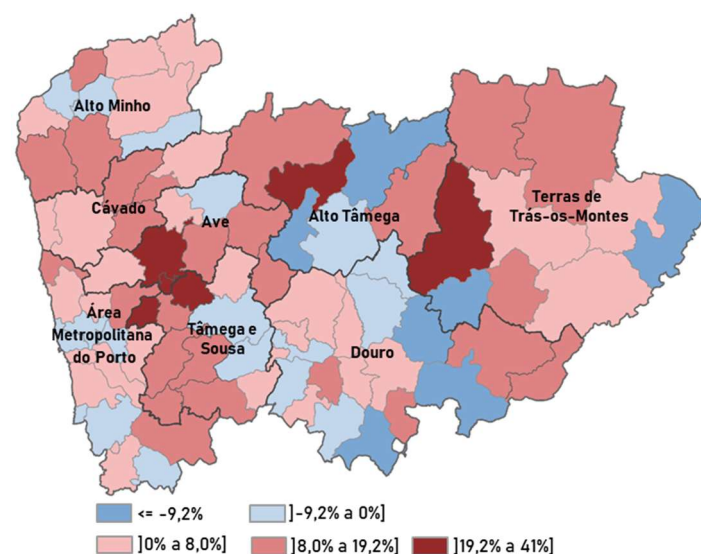 Alto Minho
Cávado
Ave
Alto Tâmega
Terras de
Trás-os-Montes
Área
Metropolitana
do Porto
Tâmega e
Sousa
Douro
<= -9,2%
]-9,2% a 0%]
]0% a 8,0%]
]8,0% a 19,2%]
]19,2% a 41%]